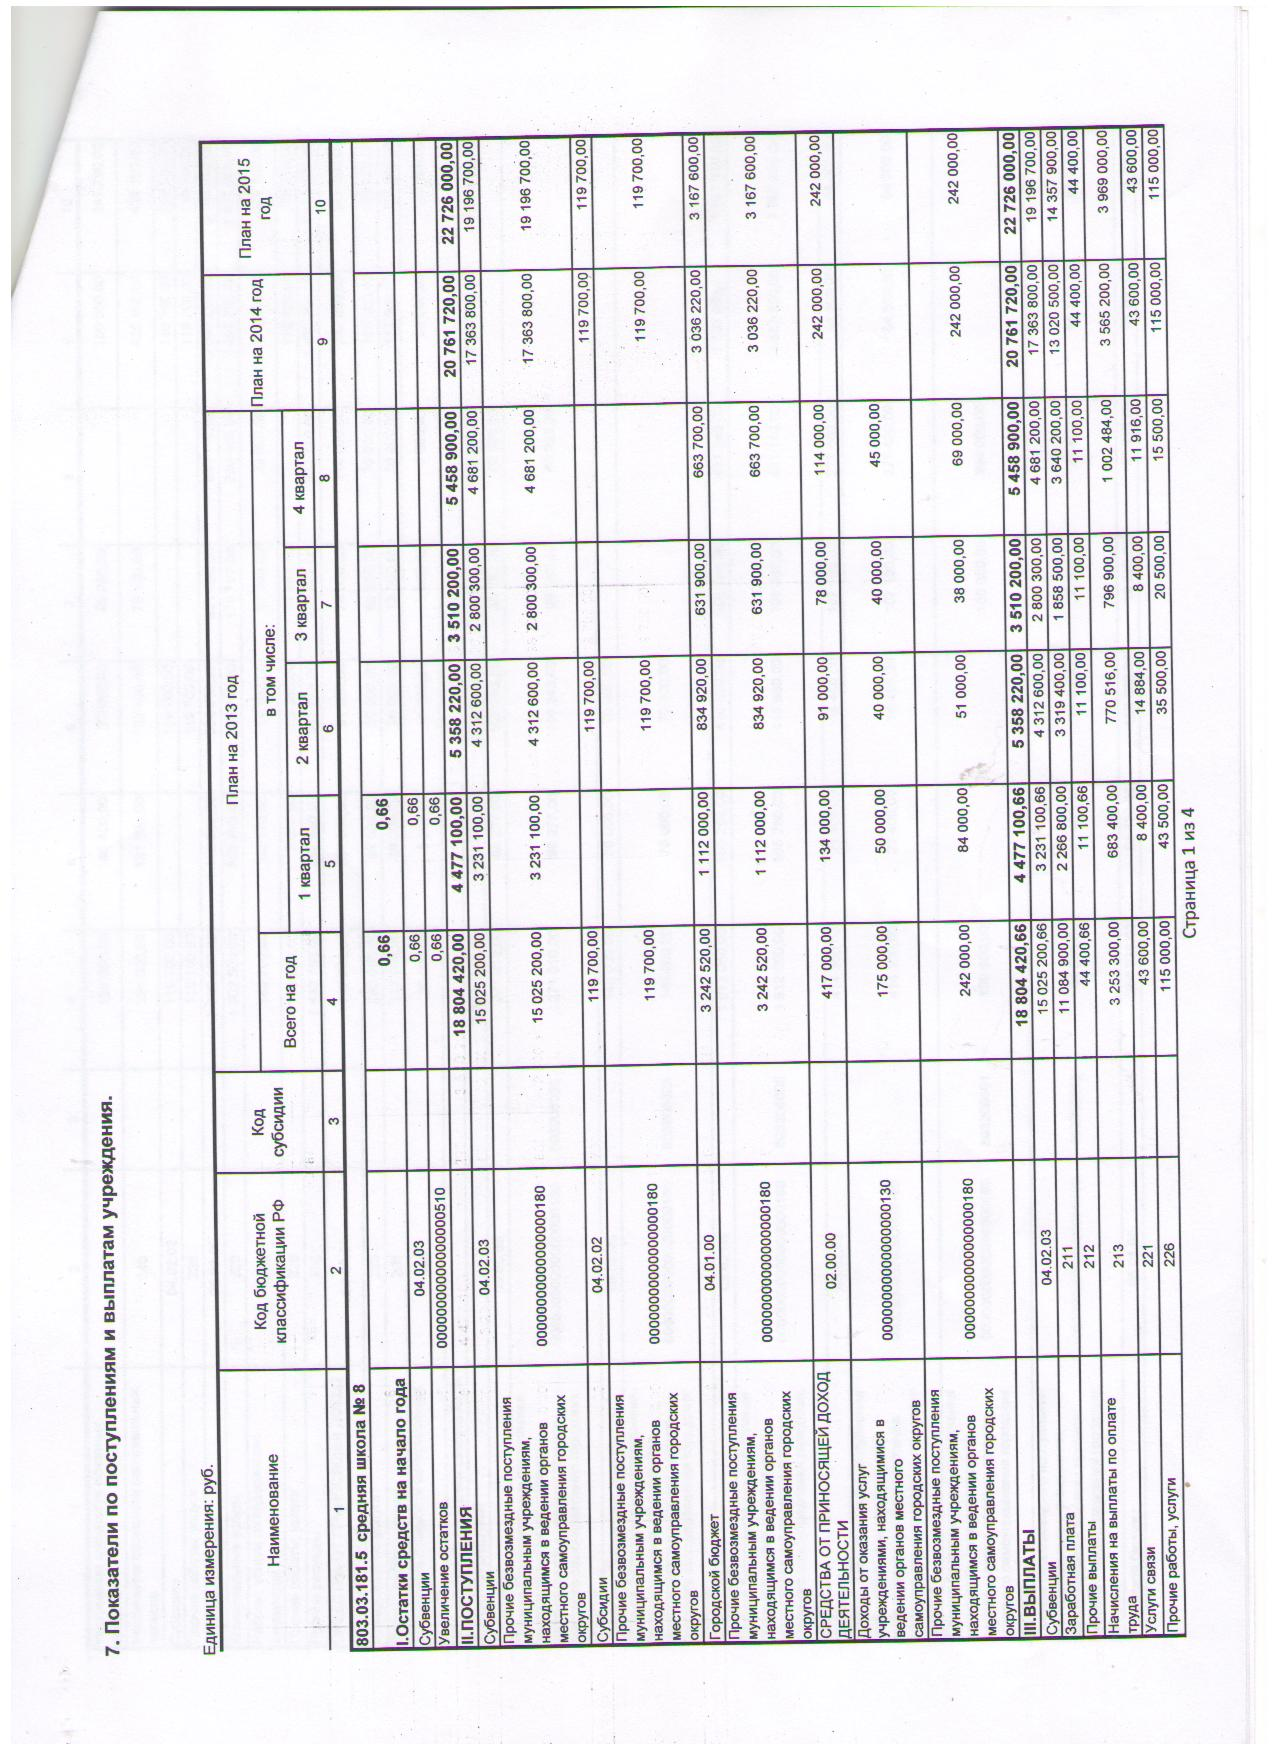 7. Показатели по поступлениям и выплатам учреждения.
Единица измерения: руб.
Наименование Код бюджетной классификации РФ Код субсидии План на 2013 год План на 2014 год План на 2015 год
Всего на год в том числе:
1 квартал 2 квартал 3 квартал 4 квартал
1 2 3 4 5 6 7 8 9 10
803.03.181.5 средняя школа № 8
I.Остатки средств на начало года 0,66 0,66
Субвенции 04.02.03 0,66 0,66
Увеличение остатков 00000000000000000510 0,66 0,66
II.ПОСТУПЛЕНИЯ 18 804 420,00 4 477 100,00 5 358 220,00 3 510 200,00 5 458 900,00 20 761 720,00 22 726 000,00
Субвенции 04.02.03 15 025 200,00 3 231 100,00 4 312 600,00 2 800 300,00 4 681 200,00 17 363 800,00 19 196 700,00
Прочие безвозмездные поступления
муниципальным учреждениям,
находящимся в ведении органов
местного самоуправления городских
округов 00000000000000000180 15 025 200,00 3 231 100,00 4 312 600,00 2 800 300,00 4 681 200,00 17 363 800,00 19 196 700,00
Субсидии 04.02.02 119 700,00 119 700,00 119 700,00 119 700,00
Прочие безвозмездные поступления
муниципальным учреждениям,
находящимся в ведении органов
местного самоуправления городских
округов 00000000000000000180 119 700,00 119 700,00 119 700,00 119 700,00
Городской бюджет 04.01.00 3 242 520,00 1 112 000,00 834 920,00 631 900,00 663 700,00 3 036 220,00 3 167 600,00
Прочие безвозмездные поступления
муниципальным учреждениям,
находящимся в ведении органов
местного самоуправления городских
округов 00000000000000000180 3 242 520,00 1 112 000,00 834 920,00 631 900,00 663 700,00 3 036 220,00 3 167 600,00
СРЕДСТВА ОТ ПРИНОСЯЩЕЙ ДОХОД
ДЕЯТЕЛЬНОСТИ 02.00.00 417 000,00 134 000,00 91 000,00 78 000,00 114 000,00 242 000,00 242 000,00
Доходы от оказания услуг
учреждениями, находящимися в
ведении органов местного
самоуправления городских округов 00000000000000000130 175 000,00 50 000,00 40 000,00 40 000,00 45 000,00
Прочие безвозмездные поступления
муниципальным учреждениям,
находящимся в ведении органов
местного самоуправления городских
округов 00000000000000000180 242 000,00 84 000,00 51 000,00 38 000,00 69 000,00 242 000,00 242 000,00
III.ВЫПЛАТЫ 18 804 420,66 4 477 100,66 5 358 220,00 3 510 200,00 5 458 900,00 20 761 720,00 22 726 000,00
Субвенции 04.02.03 15 025 200,66 3 231 100,66 4 312 600,00 2 800 300,00 4 681 200,00 17 363 800,00 19 196 700,00
Заработная плата 211 11 084 900,00 2 266 800,00 3 319 400,00 1 858 500,00 3 640 200,00 13 020 500,00 14 357 900,00
Прочие выплаты 212 44 400,66 11 100,66 11 100,00 11 100,00 11 100,00 44 400,00 44 400,00
Начисления на выплаты по оплате
труда 213 3 253 300,00 683 400,00 770 516,00 796 900,00 1 002 484,00 3 565 200,00 3 969 000,00
Услуги связи 221 43 600,00 8 400,00 14 884,00 8 400,00 11 916,00 43 600,00 43 600,00
Прочие работы, услуги 226 115 000,00 43 500,00 35 500,00 20 500,00 15 500,00 115 000,00 115 000,00
Страница 1 из 4